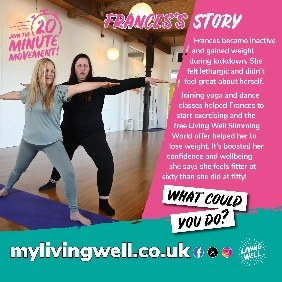 JOIN THE
20
MINUTE
MOVEMENT!
FRANCES'S STORY
Frances became inactive
and gained weight
during lockdown. She
felt lethargic and didn't
feel great about herself.
Joining yoga and dance
classes helped Frances to
start exercising and the
free Living Well Slimming
World offer helped her to
lose weight. It's boosted her
confidence and wellbeing
she says she feels fitter at
sixty than she did at fifty!
WHAT COULD
YOU DO?
mylivingwell.co.uk
LIVING
WELL